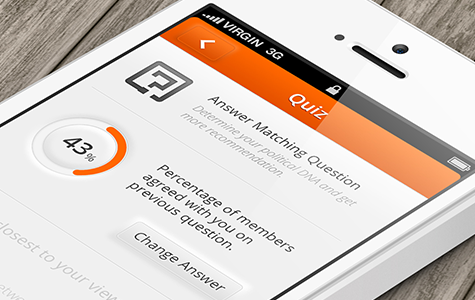 VIRGIN 3G
Quiz
Answer Matching Question
Determine your political DNA and get
more recommendation.
43%
Percentage of members
agreed with you on
previous question.
Change Answer
closest to your view